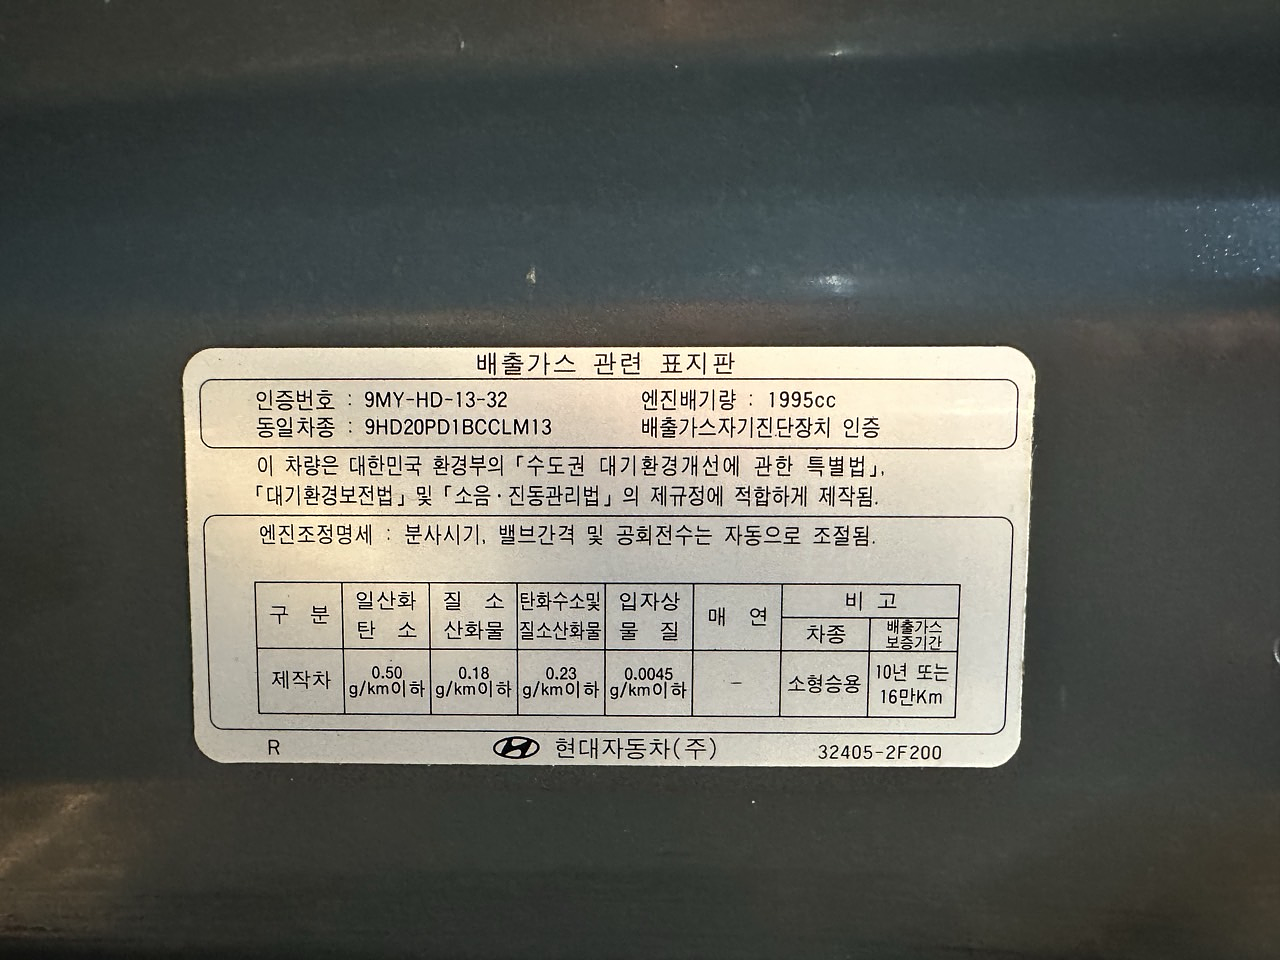 배출가스 관련 표지판
인증번호 : 9MY-HD-13-32 엔진배기량 : 1995cc
동일차종 : 9HD20PD1BCCLM13 배출가스자기진단장치 인증
이 차량은 대한민국 환경부의 「수도권 대기환경개선에 관한 특별법」,
「대기환경보전법」 및 「소음·진동관리법」의 제규정에 적합하게 제작됨.
엔진조정명세 : 분사시기, 밸브간격 및 공회전수는 자동으로 조절됨.
구 분
일산화
탄 소
질 소
산화물
탄화수소및
질소산화물
입자상
물 질
매 연
비 고
차종
배출가스
보증기간
제작차
0.50
g/km이하
0.18
g/km이하
0.23
g/km이하
0.0045
g/km이하
–
소형승용
10년 또는
16만Km
R 현대자동차(주) 32405-2F200